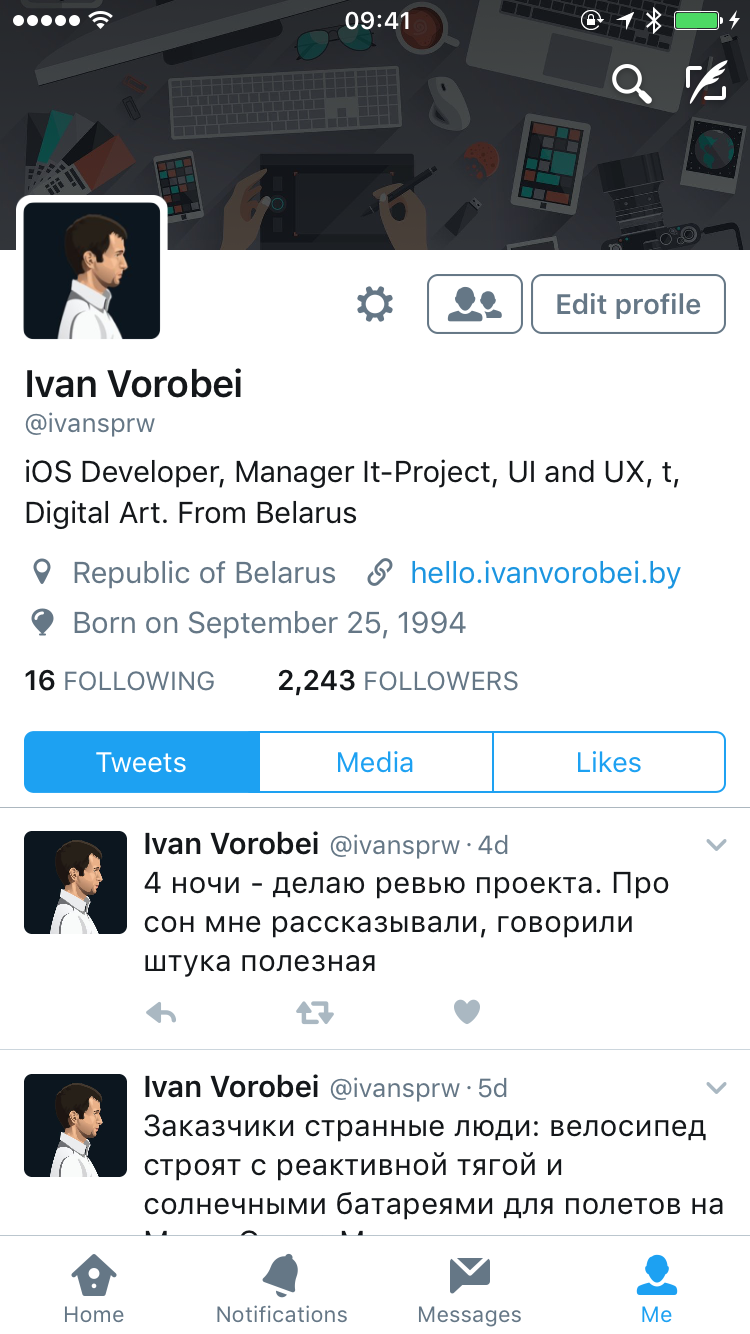 09:41
Edit profile
Ivan Vorobei
@ivansprw
iOS Developer, Manager It-Project, UI and UX, t,
Digital Art. From Belarus
Republic of Belarus hello.ivanvorobei.by
Born on September 25, 1994
16 FOLLOWING 2,243 FOLLOWERS
Tweets Media Likes
Ivan Vorobei @ivansprw · 4d
4 ночи - делаю ревью проекта. Про
сон мне рассказывали, говорили
штука полезная
Ivan Vorobei @ivansprw · 5d
Заказчики странные люди: велосипед
строят с реактивной тягой и
солнечными батареями для полетов на
Home Notifications Messages Me